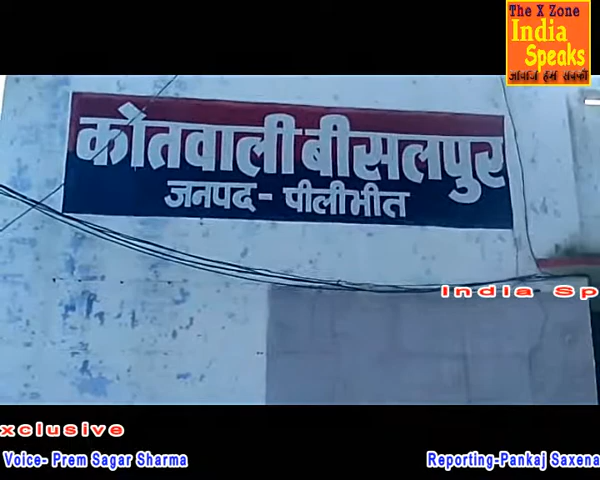 The X Zone
India
Speaks
कोतवाली बीसलपुर
जनपद - पीलीभीत
India Sp
xclusive
Voice- Prem Sagar Sharma
Reporting-Pankaj Saxena